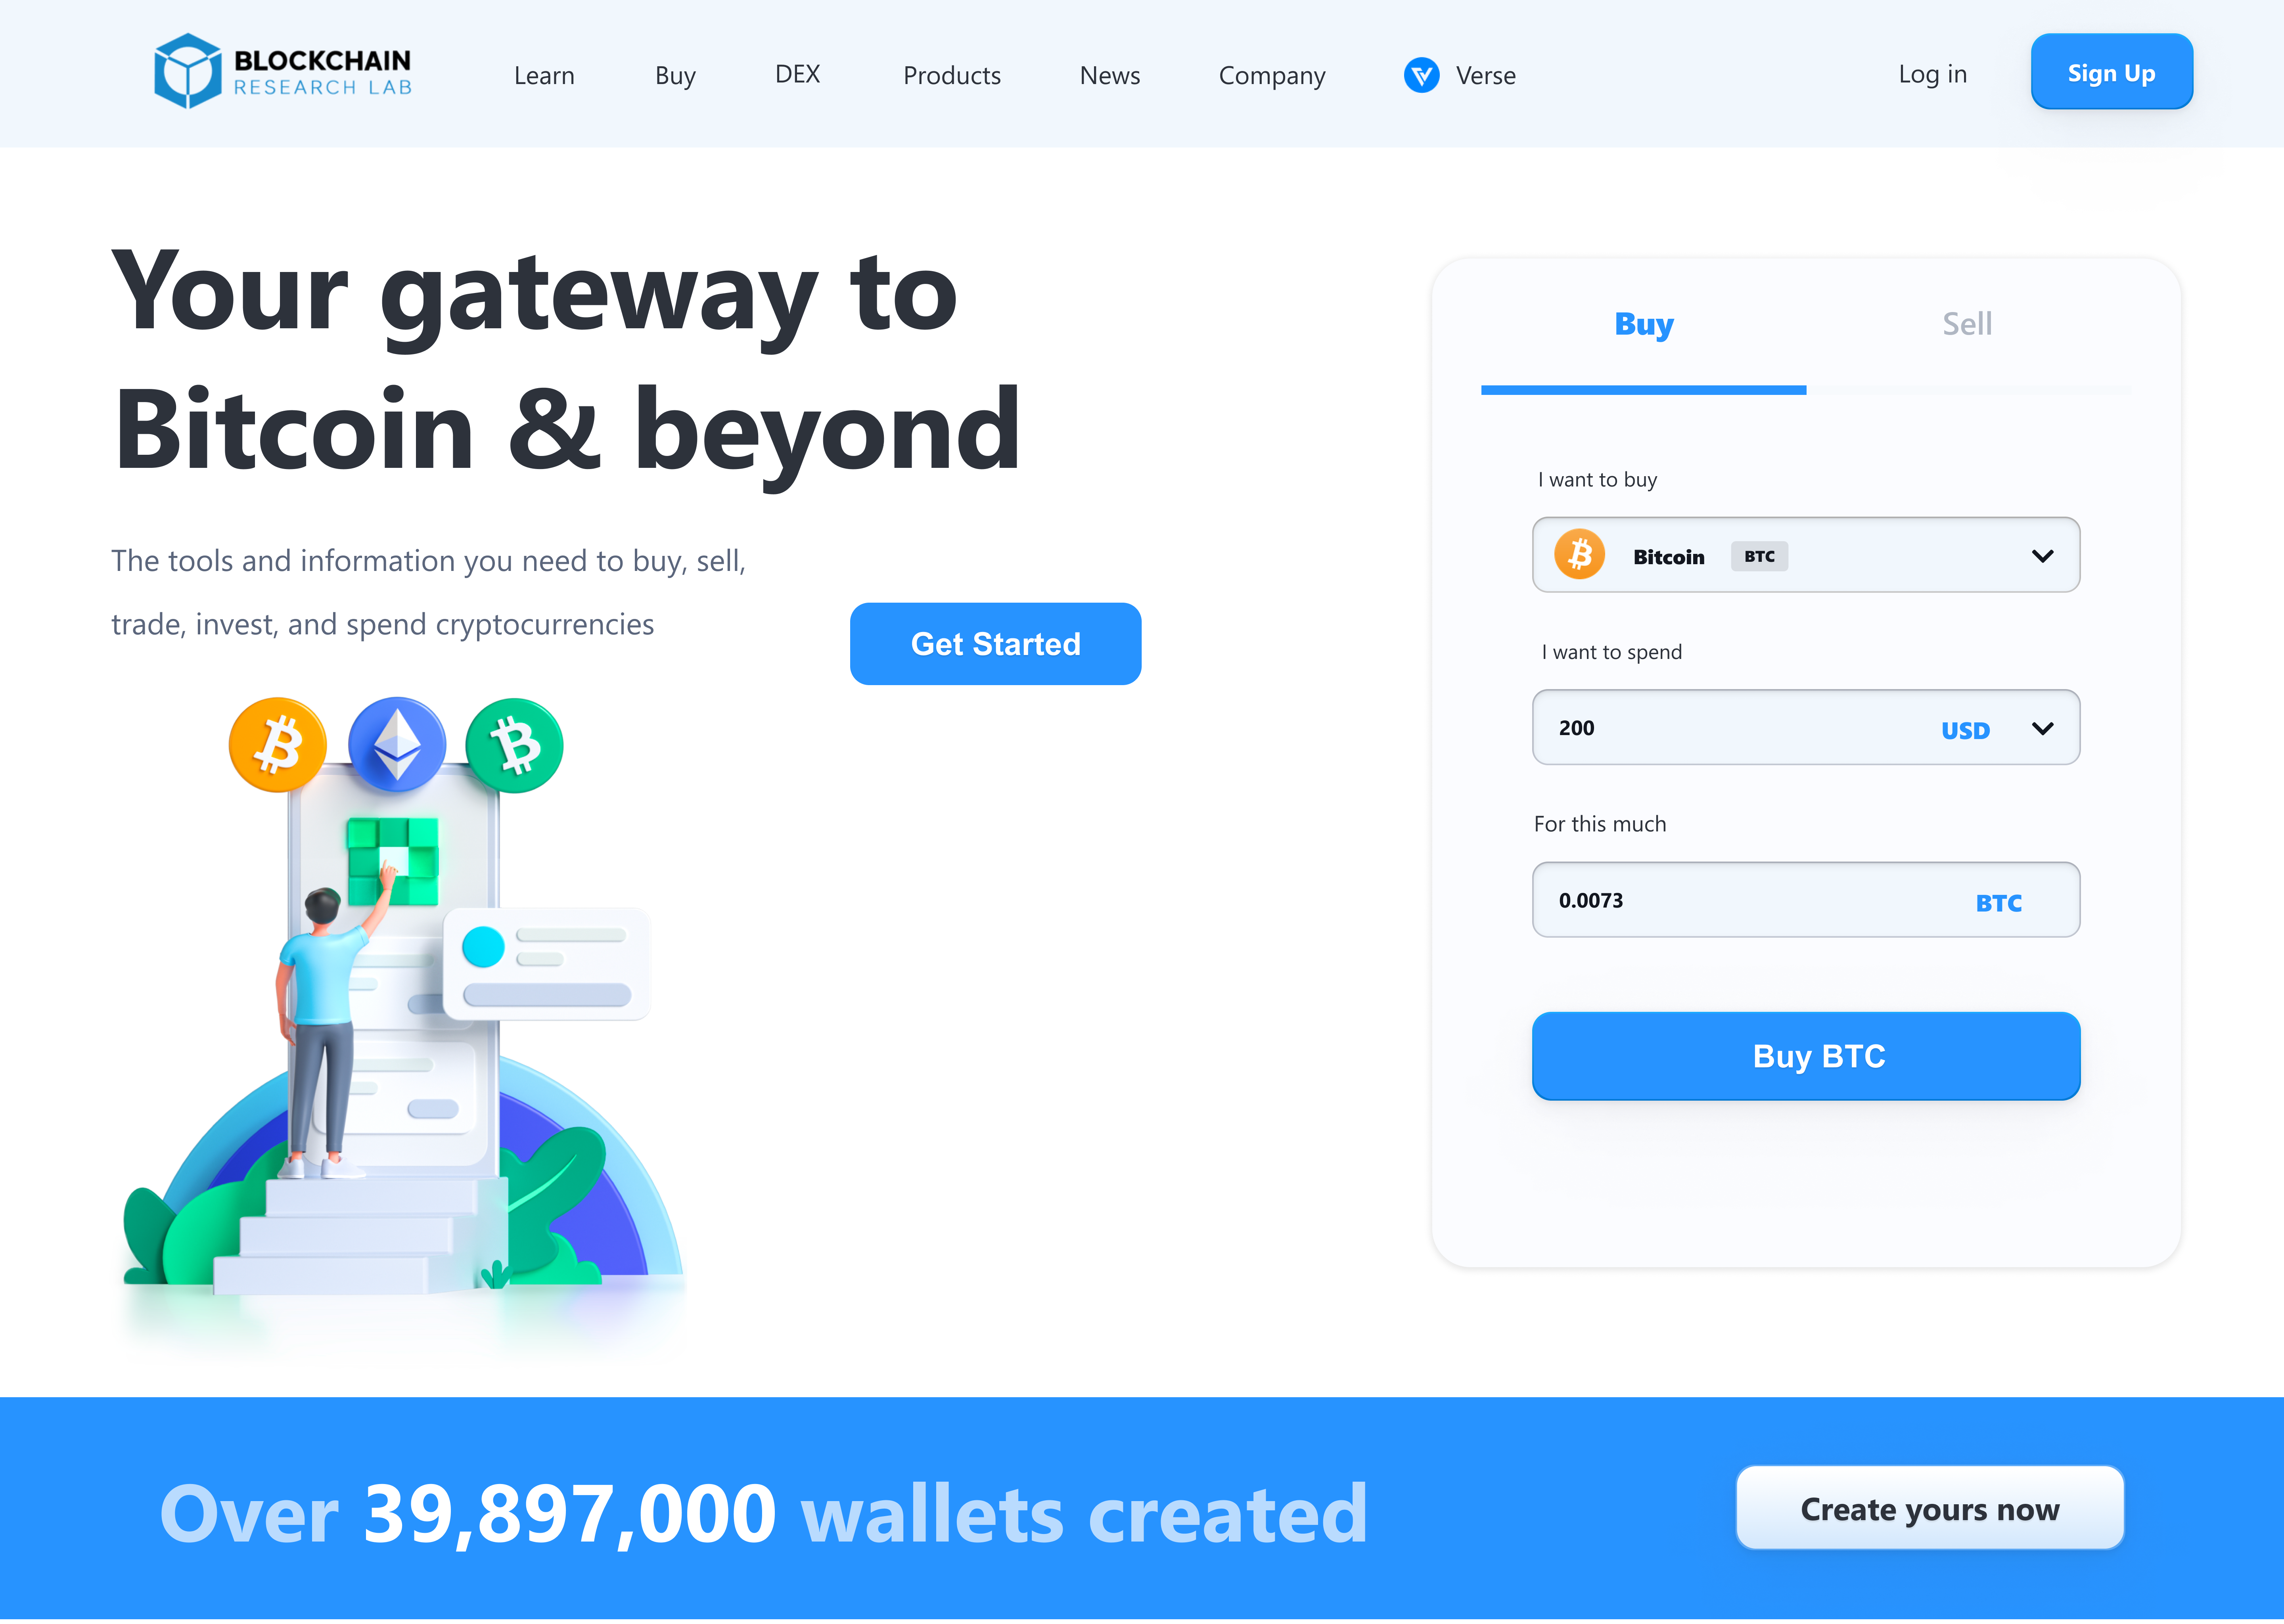 BLOCKCHAIN
RESEARCH LAB
Learn
Buy
DEX
Products
News
Company
Verse
Log in
Sign Up
Your gateway to
Bitcoin & beyond
The tools and information you need to buy, sell,
trade, invest, and spend cryptocurrencies
Get Started
Buy
Sell
I want to buy
Bitcoin BTC
I want to spend
200 USD
For this much
0.0073 BTC
Buy BTC
Over 39,897,000 wallets created
Create yours now